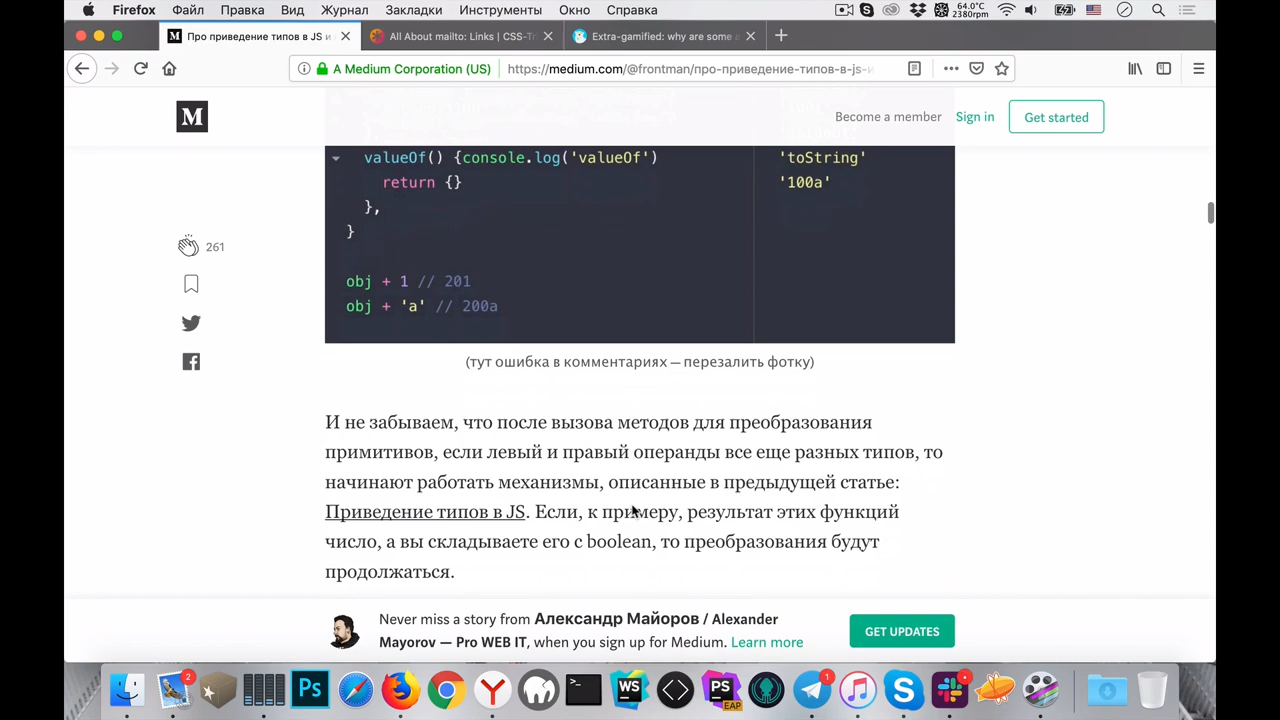 Firefox Файл Правка Вид Журнал Закладки Инструменты Окно Справка 64.0°C 2380rpm
Про приведение типов в JS и All About mailto: Links | CSS-Tr Extra-gamified: why are some a
A Medium Corporation (US) https://medium.com/@frontman/про-приведение-типов-в-js-и-
M Become a member Sign in Get started
valueOf() {console.log('valueOf') 'toString'
return {} '100a'
},
}
261
obj + 1 // 201
obj + 'a' // 200a
(тут ошибка в комментариях — перезалить фотку)
И не забываем, что после вызова методов для преобразования
примитивов, если левый и правый операнды все еще разных типов, то
начинают работать механизмы, описанные в предыдущей статье:
Приведение типов в JS. Если, к примеру, результат этих функций
число, а вы складываете его с boolean, то преобразования будут
продолжаться.
Never miss a story from Александр Майоров / Alexander
Mayorov — Pro WEB IT, when you sign up for Medium. Learn more
GET UPDATES
2 Ps WS PS EAP 1